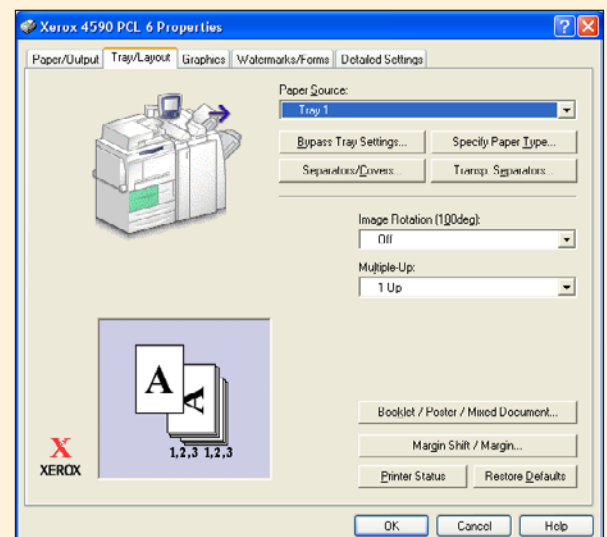 Xerox 4590 PCL 6 Properties
Paper/Output Tray/Layout Graphics Watermarks/Forms Detailed Settings
Paper Source:
Tray 1
Bypass Tray Settings... Specify Paper Type...
Separators/Covers... Transp. Separators...
Image Rotation (180deg):
Off
Multiple-Up:
1 Up
A
A
1,2,3 1,2,3
Booklet / Poster / Mixed Document...
X
Margin Shift / Margin...
XEROX
Printer Status Restore Defaults
OK Cancel Help